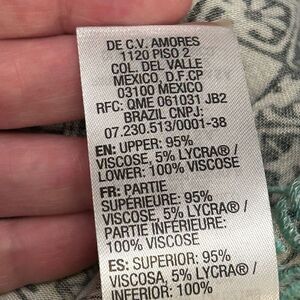 DE C.V. AMORES
1120 PISO 2
COL. DEL VALLE
MEXICO, D.F.CP
03100 MEXICO
RFC: QME 061031 JB2
BRAZIL CNPJ:
07.230.513/0001-38
EN: UPPER: 95%
VISCOSE, 5% LYCRA® /
LOWER: 100% VISCOSE
FR: PARTIE
SUPÉRIEURE: 95%
VISCOSE, 5% LYCRA® /
PARTIE INFÉRIEURE:
100% VISCOSE
ES: SUPERIOR: 95%
VISCOSA, 5% LYCRA® /
INFERIOR: 100%